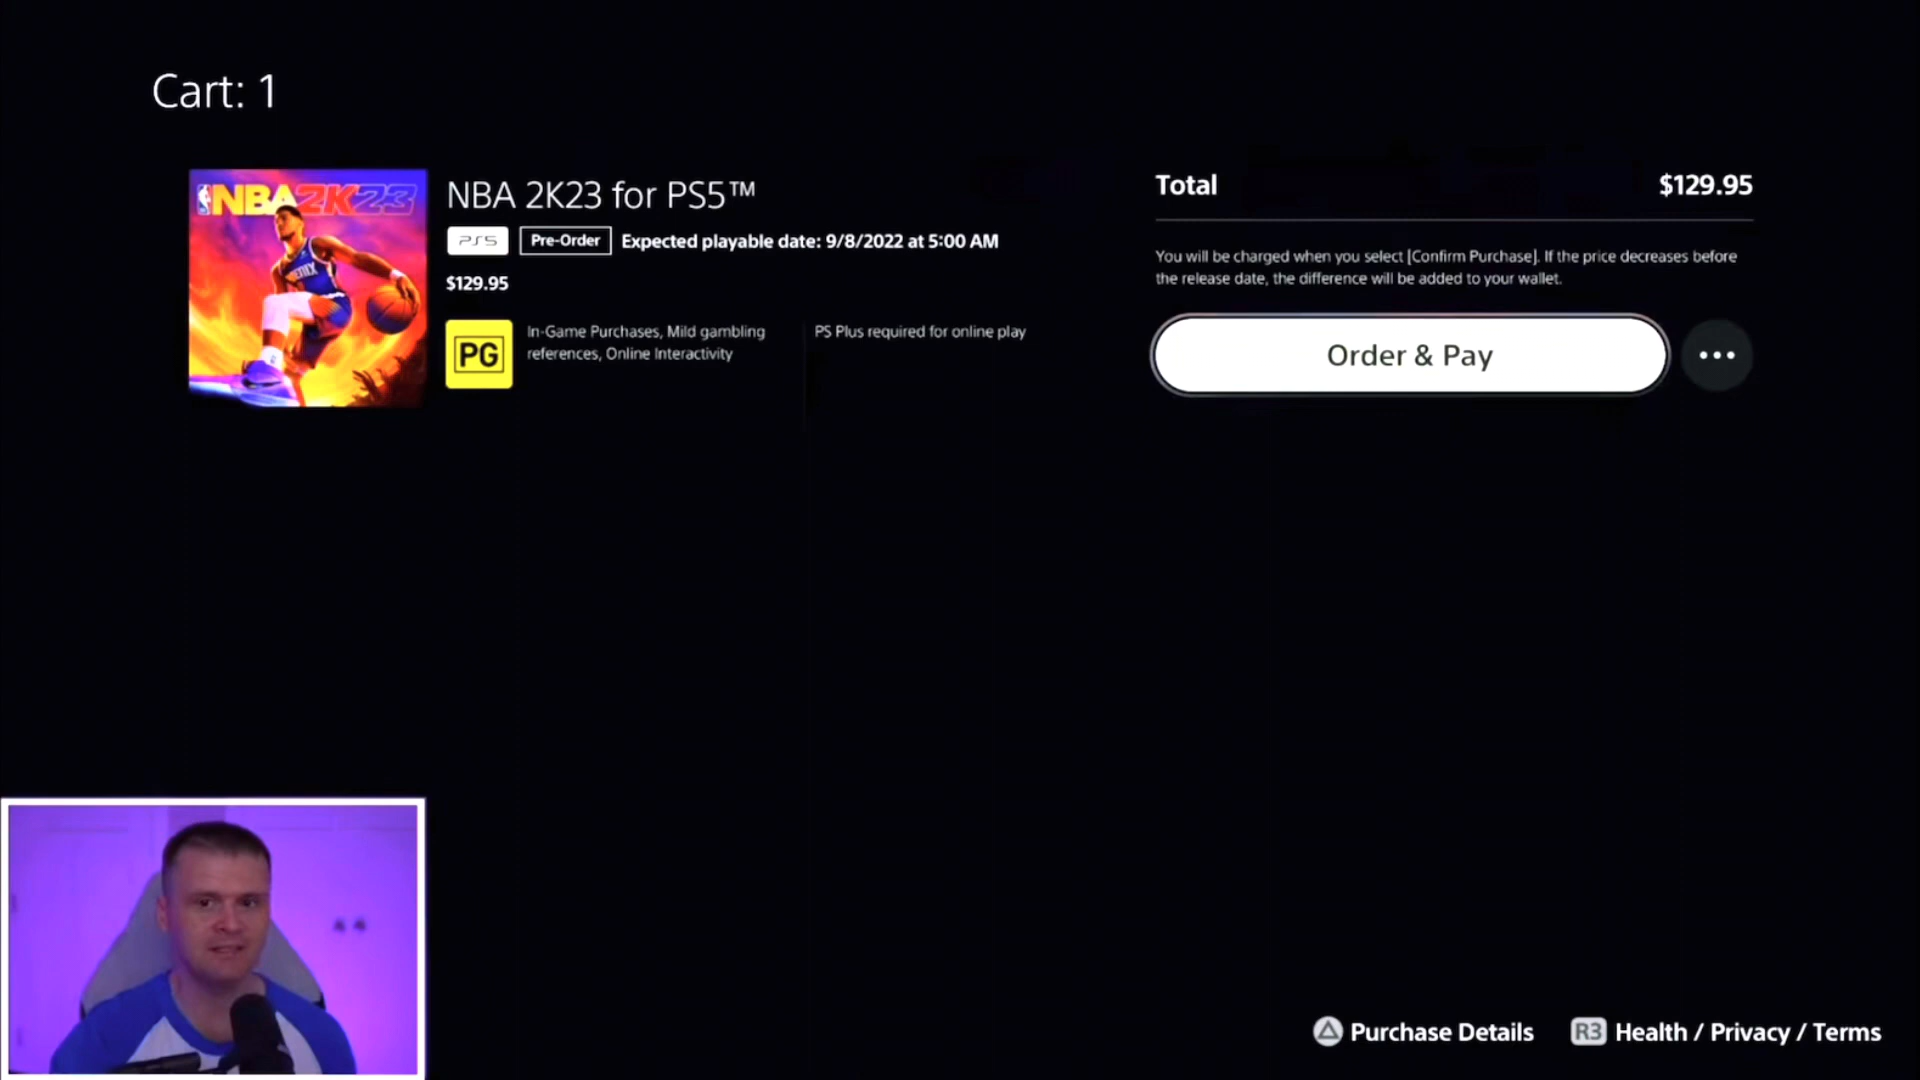 Cart: 1
NBA 2K23
NBA 2K23 for PS5™
PS5
Pre-Order
Expected playable date: 9/8/2022 at 5:00 AM
$129.95
PG
In-Game Purchases, Mild gambling
references, Online Interactivity
PS Plus required for online play
Total
$129.95
You will be charged when you select [Confirm Purchase]. If the price decreases before
the release date, the difference will be added to your wallet.
Order & Pay
Purchase Details
R3 Health / Privacy / Terms